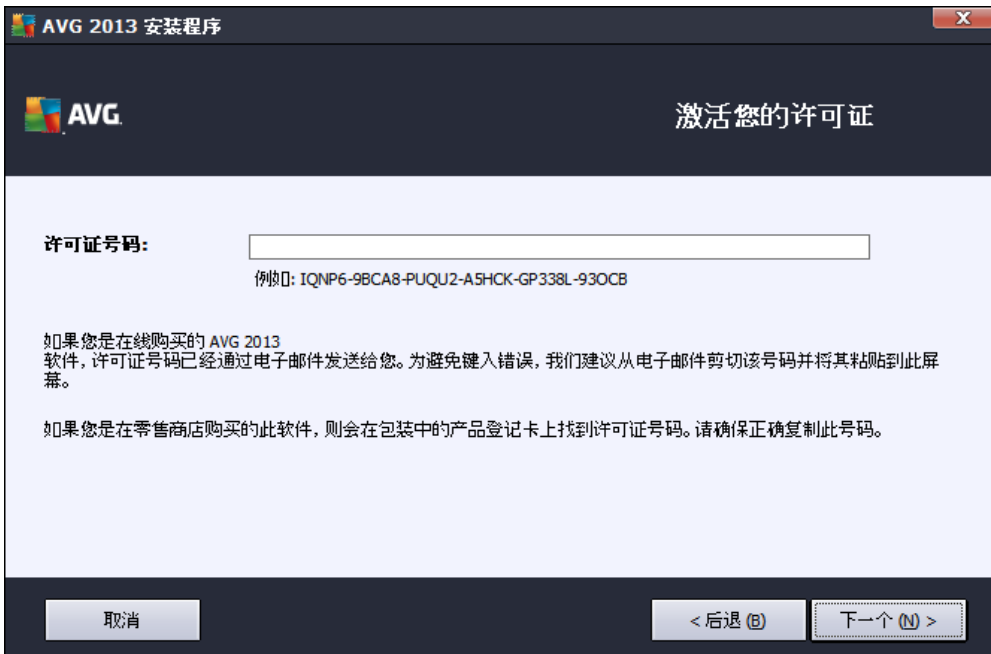 AVG 2013 安装程序
AVG.
激活您的许可证
许可证号码:
例如: IQNP6-9BCA8-PUQU2-A5HCK-GP338L-93OCB
如果您是在线购买的 AVG 2013
软件, 许可证号码已经通过电子邮件发送给您。为避免键入错误, 我们建议从电子邮件剪切该号码并将其粘贴到此屏
幕。
如果您是在零售商店购买的此软件, 则会在包装中的产品登记卡上找到许可证号码。请确保正确复制此号码。
取消
< 后退 (B)
下一个 (N) >